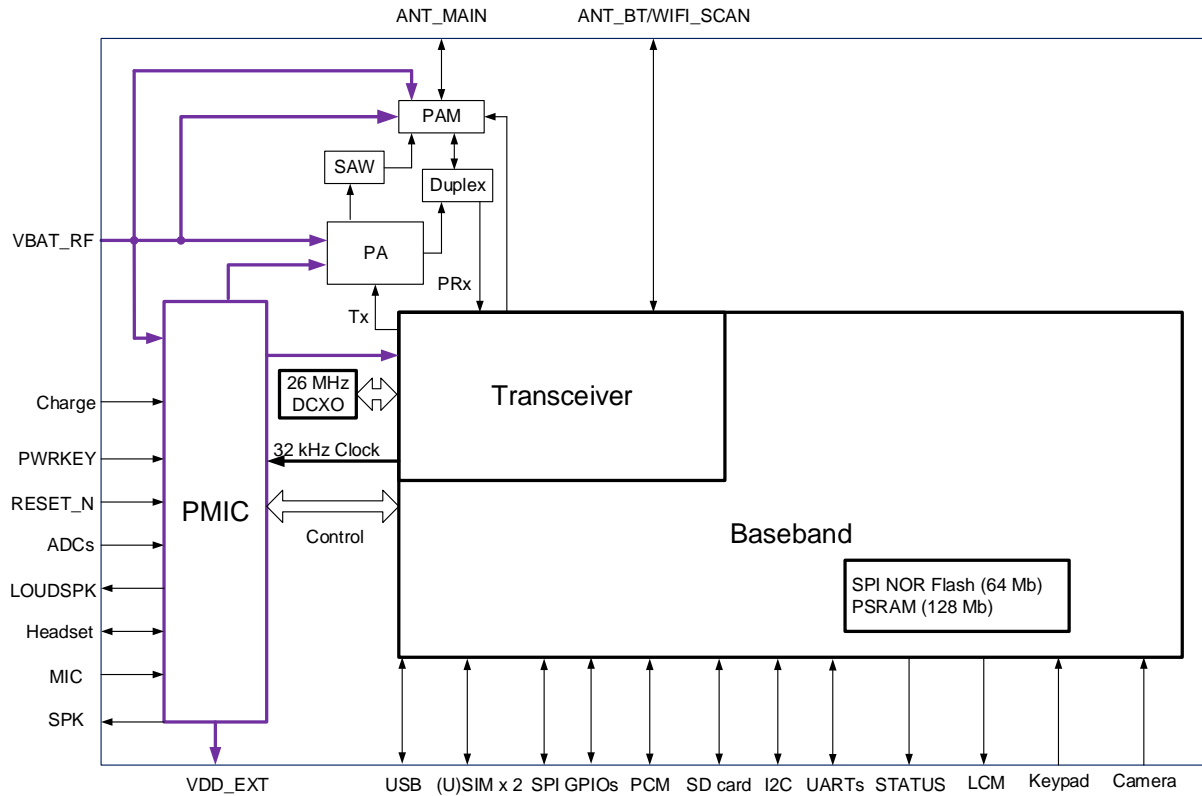 ANT_MAIN
ANT_BT/WIFI_SCAN
PAM
SAW
Duplex
VBAT_RF
PA
PRx
Tx
26 MHz
DCXO
Transceiver
Charge
32 kHz Clock
PWRKEY
RESET_N
PMIC
Control
Baseband
ADCs
SPI NOR Flash (64 Mb)
PSRAM (128 Mb)
LOUDSPK
Headset
MIC
SPK
VDD_EXT
USB
(U)SIM x 2
SPI
GPIOs
PCM
SD card
I2C
UARTs
STATUS
LCM
Keypad
Camera